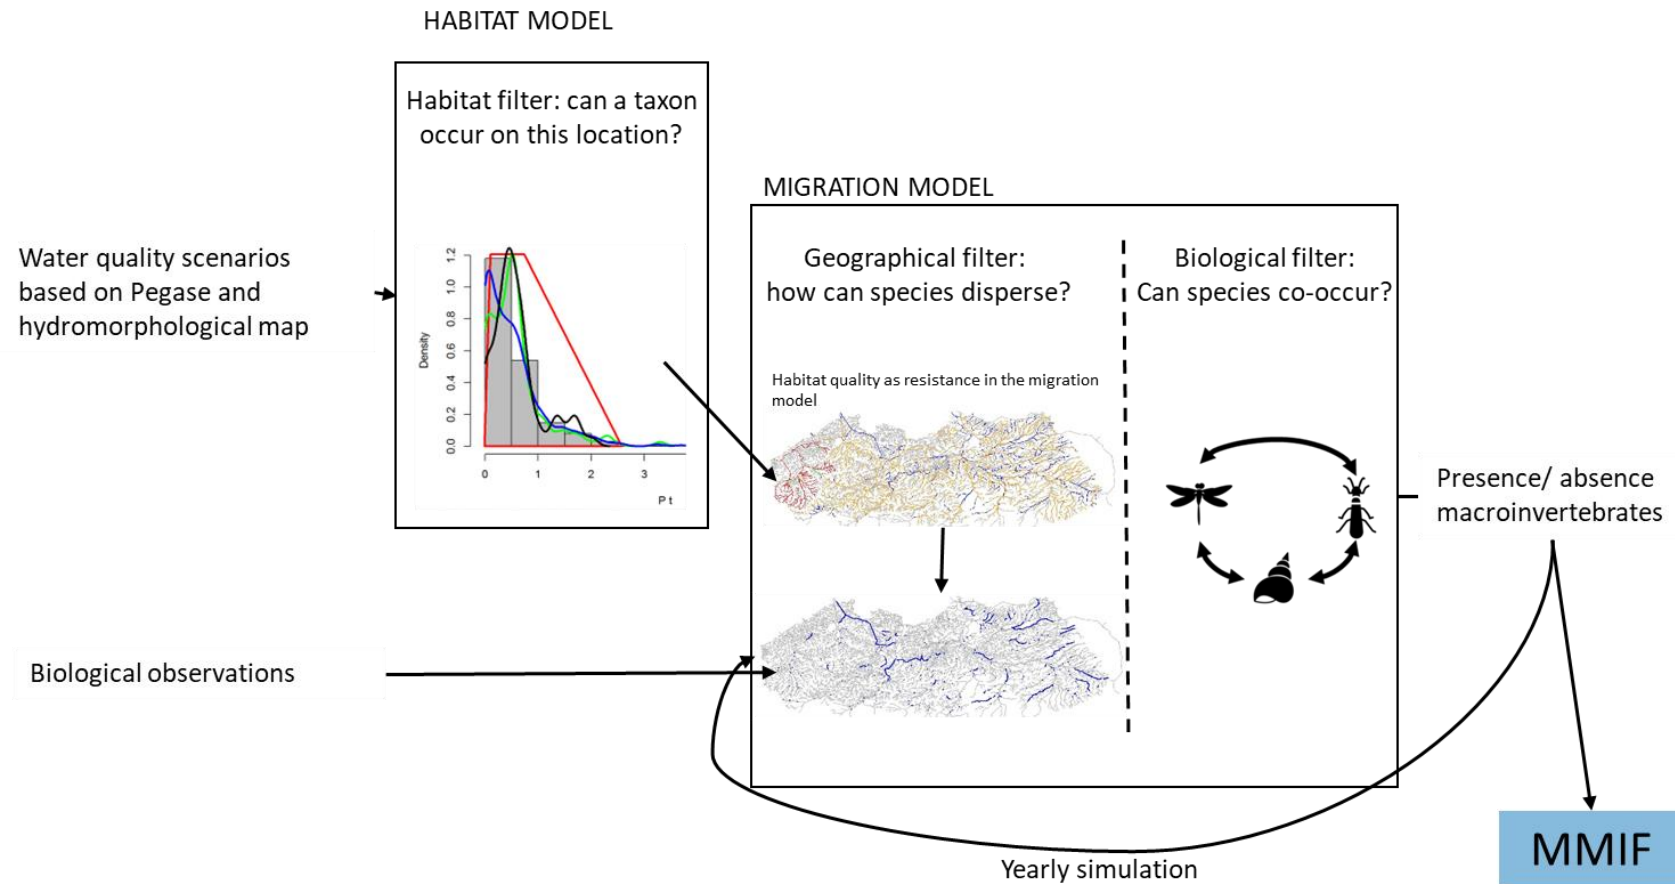 HABITAT MODEL
Habitat filter: can a taxon
occur on this location?
Water quality scenarios
based on Pegase and
hydromorphological map
Density
0.0
0.2
0.4
0.6
0.8
1.0
1.2
0
1
2
3
P t
MIGRATION MODEL
Geographical filter:
how can species disperse?
Habitat quality as resistance in the migration
model
Biological filter:
Can species co-occur?
Biological observations
Presence/ absence
macroinvertebrates
Yearly simulation
MMIF